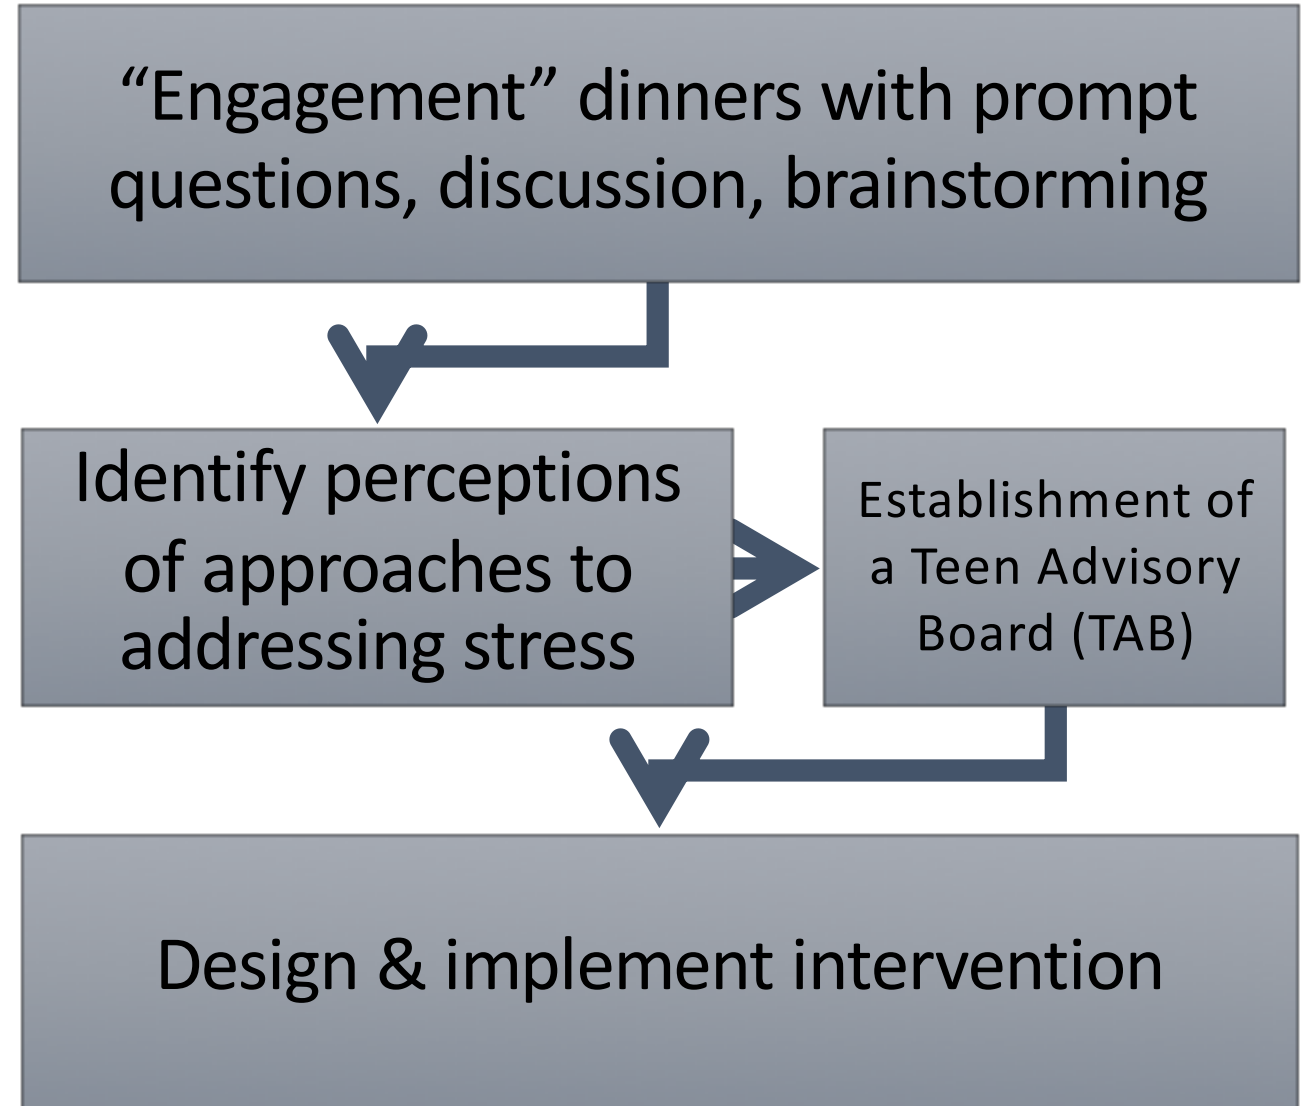 “Engagement” dinners with prompt
questions, discussion, brainstorming
Identify perceptions
of approaches to
addressing stress
Establishment of
a Teen Advisory
Board (TAB)
Design & implement intervention